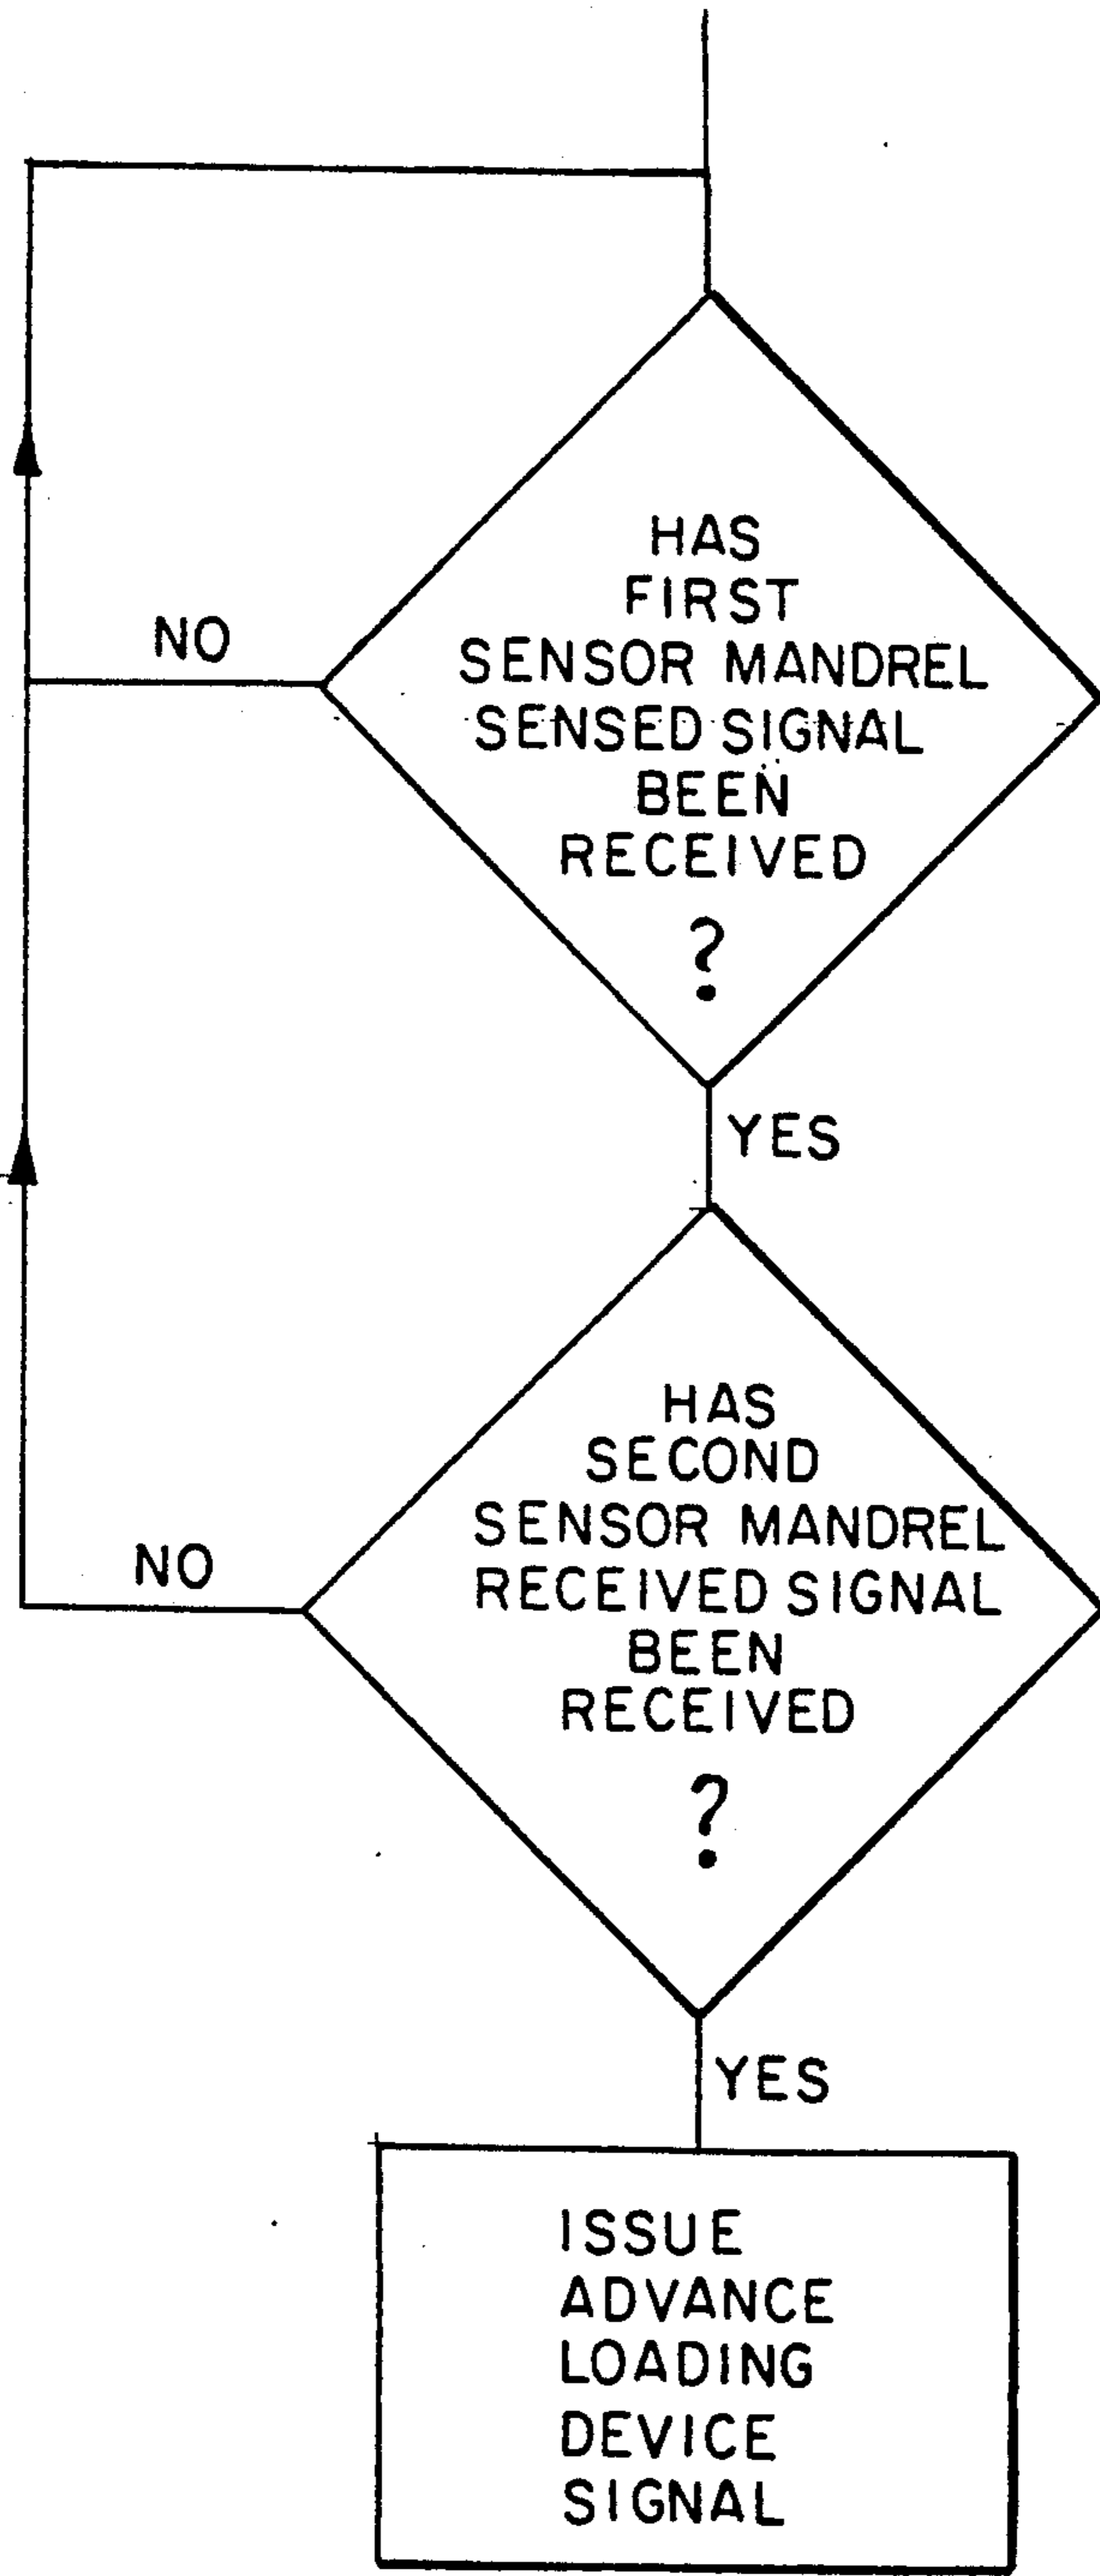 HAS
FIRST
SENSOR MANDREL
SENSED SIGNAL
BEEN
RECEIVED
?
NO
YES
HAS
SECOND
SENSOR MANDREL
RECEIVED SIGNAL
BEEN
RECEIVED
?
NO
YES
ISSUE
ADVANCE
LOADING
DEVICE
SIGNAL